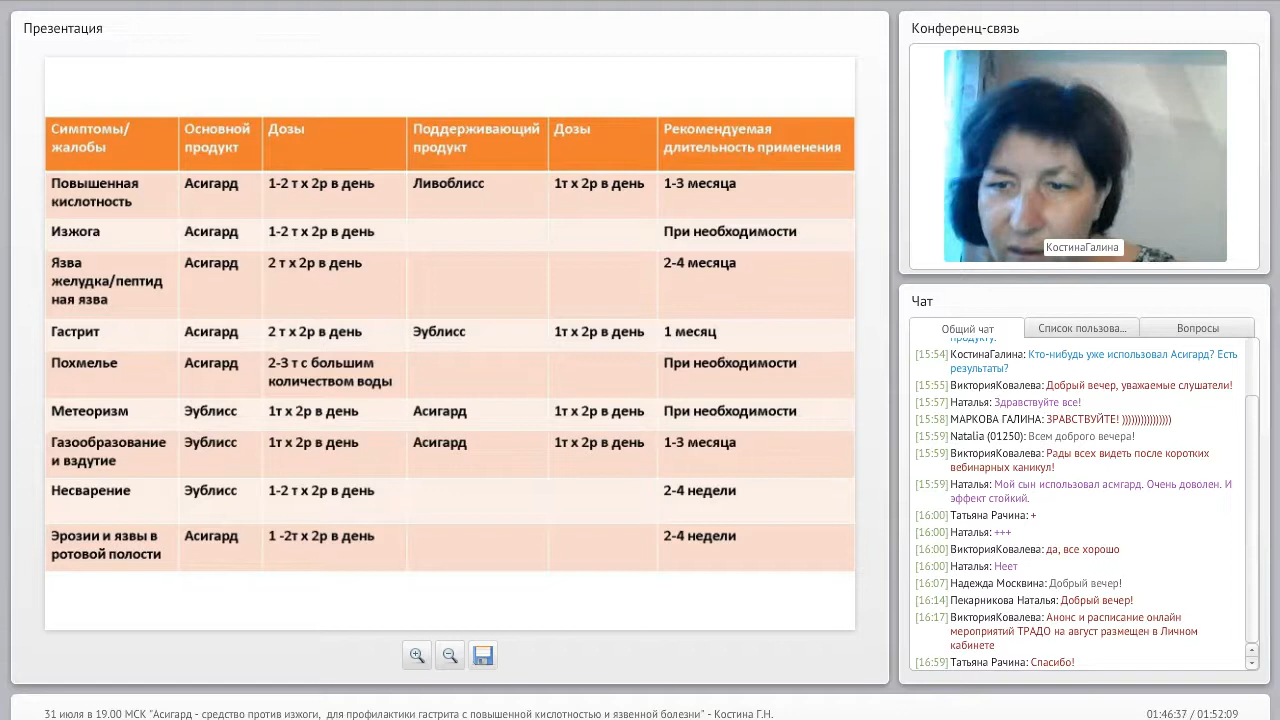 Презентация
Симптомы/ Основной Дозы Поддерживающий Дозы Рекомендуемая
жалобы продукт продукт длительность применения
Повышенная Асигард 1-2 т х 2р в день Ливоблисс 1т х 2р в день 1-3 месяца
кислотность
Изжога Асигард 1-2 т х 2р в день При необходимости
Язва Асигард 2 т х 2р в день 2-4 месяца
желудка/пептид
ная язва
Гастрит Асигард 2 т х 2р в день Эублисс 1т х 2р в день 1 месяц
Похмелье Асигард 2-3 т с большим При необходимости
количеством воды
Метеоризм Эублисс 1т х 2р в день Асигард 1т х 2р в день При необходимости
Газообразование Эублисс 1т х 2р в день Асигард 1т х 2р в день 1-3 месяца
и вздутие
Несварение Эублисс 1-2 т х 2р в день 2-4 недели
Эрозии и язвы в Асигард 1 -2т х 2р в день 2-4 недели
ротовой полости
Конференц-связь
КостинаГалина
Чат
Общий чат Список пользова... Вопросы
продукту.
[15:54] КостинаГалина: Кто-нибудь уже использовал Асигард? Есть
результаты?
[15:55] ВикторияКовалева: Добрый вечер, уважаемые слушатели!
[15:57] Наталья: Здравствуйте все!
[15:58] МАРКОВА ГАЛИНА: ЗРАВСТВУЙТЕ! )))))))))))))))))
[15:59] Natalia (01250): Всем доброго вечера!
[15:59] ВикторияКовалева: Рады всех видеть после коротких
вебинарных каникул!
[15:59] Наталья: Мой сын использовал асмгард. Очень доволен. И
эффект стойкий.
[16:00] Татьяна Рачина: +
[16:00] Наталья: +++
[16:00] ВикторияКовалева: да, все хорошо
[16:00] Наталья: Неет
[16:07] Надежда Москвина: Добрый вечер!
[16:14] Пекарникова Наталья: Добрый вечер!
[16:17] ВикторияКовалева: Анонс и расписание онлайн
мероприятий ТРАДО на август размещен в Личном
кабинете
[16:59] Татьяна Рачина: Спасибо!
31 июля в 19.00 МСК "Асигард - средство против изжоги, для профилактики гастрита с повышенной кислотностью и язвенной болезни" - Костина Г.Н.
01:46:37 / 01:52:09